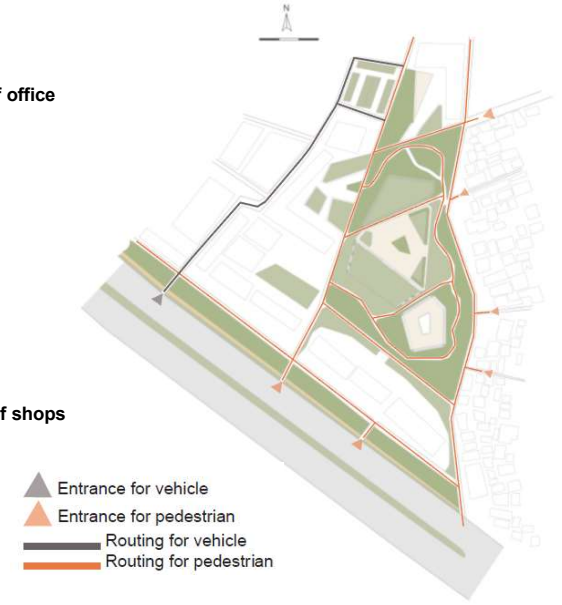 N
f office
f shops
Entrance for vehicle
Entrance for pedestrian
Routing for vehicle
Routing for pedestrian